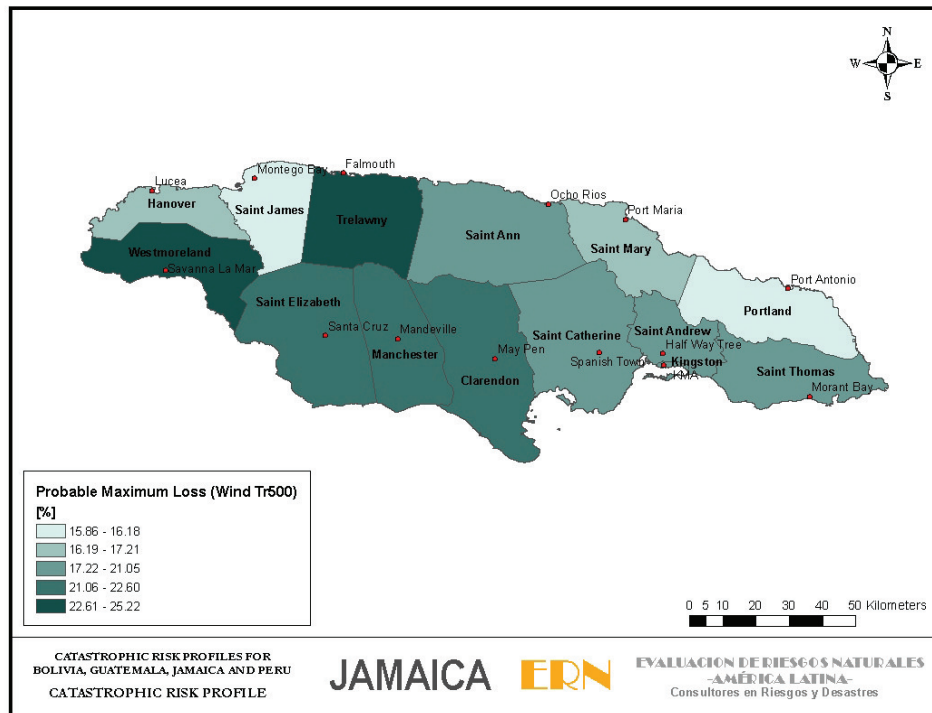 N
W E
S
Montego Bay
Falmouth
Lucea
Hanover
Saint James
Trelawny
Ocho Rios
Port Maria
Saint Ann
Saint Mary
Westmoreland
Savanna La Mar
Port Antonio
Portland
Saint Elizabeth
Santa Cruz
Mandeville
Manchester
May Pen
Clarendon
Saint Catherine
Spanish Town
Saint Andrew
Half Way Tree
Kingston
KMA
Saint Thomas
Morant Bay
Probable Maximum Loss (Wind Tr500)
[%]
15.86 - 16.18
16.19 - 17.21
17.22 - 21.05
21.06 - 22.60
22.61 - 25.22
0 5 10 20 30 40 50 Kilometers
CATASTROPHIC RISK PROFILES FOR
BOLIVIA, GUATEMALA, JAMAICA AND PERU
CATASTROPHIC RISK PROFILE
JAMAICA
ERN
EVALUACION DE RIESGOS NATURALES
-AMÉRICA LATINA-
Consultores en Riesgos y Desastres